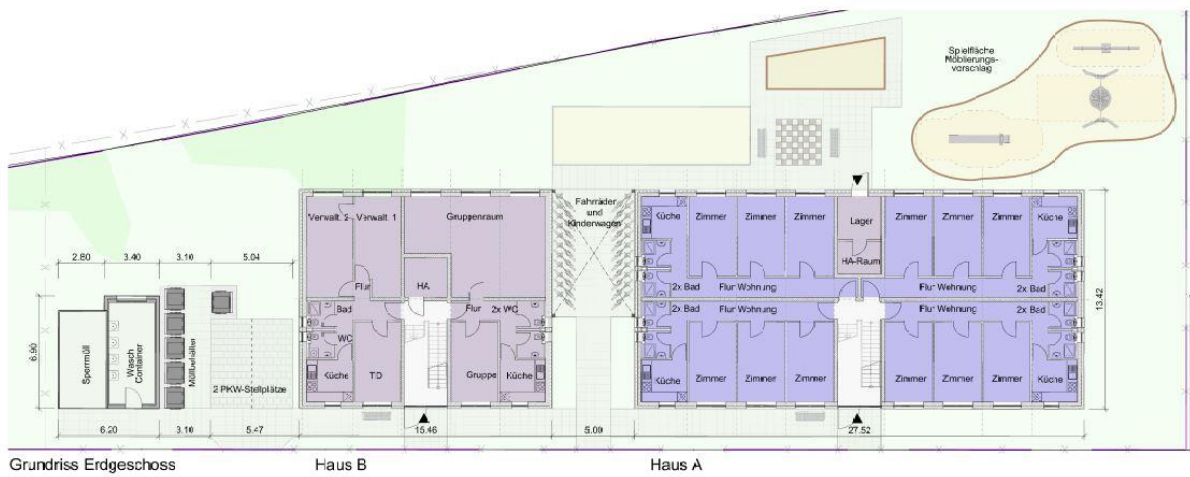 Spielfläche
Möblierungs-
vorschlag
Verwalt. 2
Verwalt. 1
Gruppenraum
Fahrräder
und
Kinderwagen
Küche
Zimmer
Zimmer
Zimmer
Lager
Zimmer
Zimmer
Zimmer
Küche
2.80
3.40
3.10
5.04
HA
HA-Raum
Flur
2x Bad
Flur Wohnung
Flur Wohnung
2x Bad
Bad
Flur
2x WC
2x Bad
Flur Wohnung
Flur Wohnung
2x Bad
13.42
6.90
Sperrmüll
Wasch
Container
Müllbehälter
2 PKW-Stellplätze
WC
Küche
TD
Gruppe
Küche
Küche
Zimmer
Zimmer
Zimmer
Zimmer
Zimmer
Zimmer
Küche
6.20
3.10
5.47
15.46
5.00
27.52
Grundriss Erdgeschoss
Haus B
Haus A